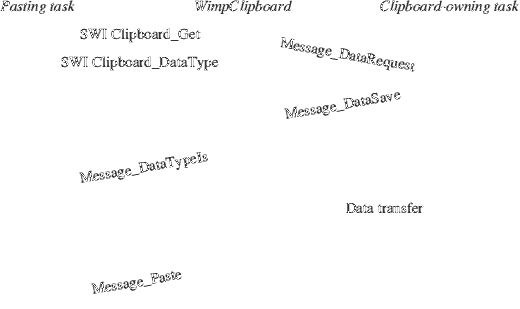 Pasting task WimpClipboard Clipboard-owning task
SWI Clipboard_Get
Message_DataRequest
SWI Clipboard_DataType
Message_DataSave
Message_DataTypeIs
Data transfer
Message_Paste